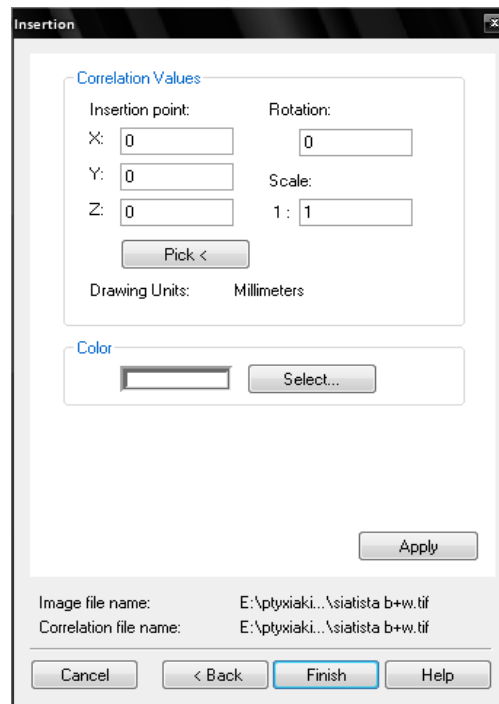 Insertion
Correlation Values
Insertion point: Rotation:
X: 0 0
Y: 0 Scale:
Z: 0 1 : 1
Pick <
Drawing Units: Millimeters
Color
Select...
Apply
Image file name: E:\ptyxiaki...\siatista b+w.tif
Correlation file name: E:\ptyxiaki...\siatista b+w.tif
Cancel < Back Finish Help